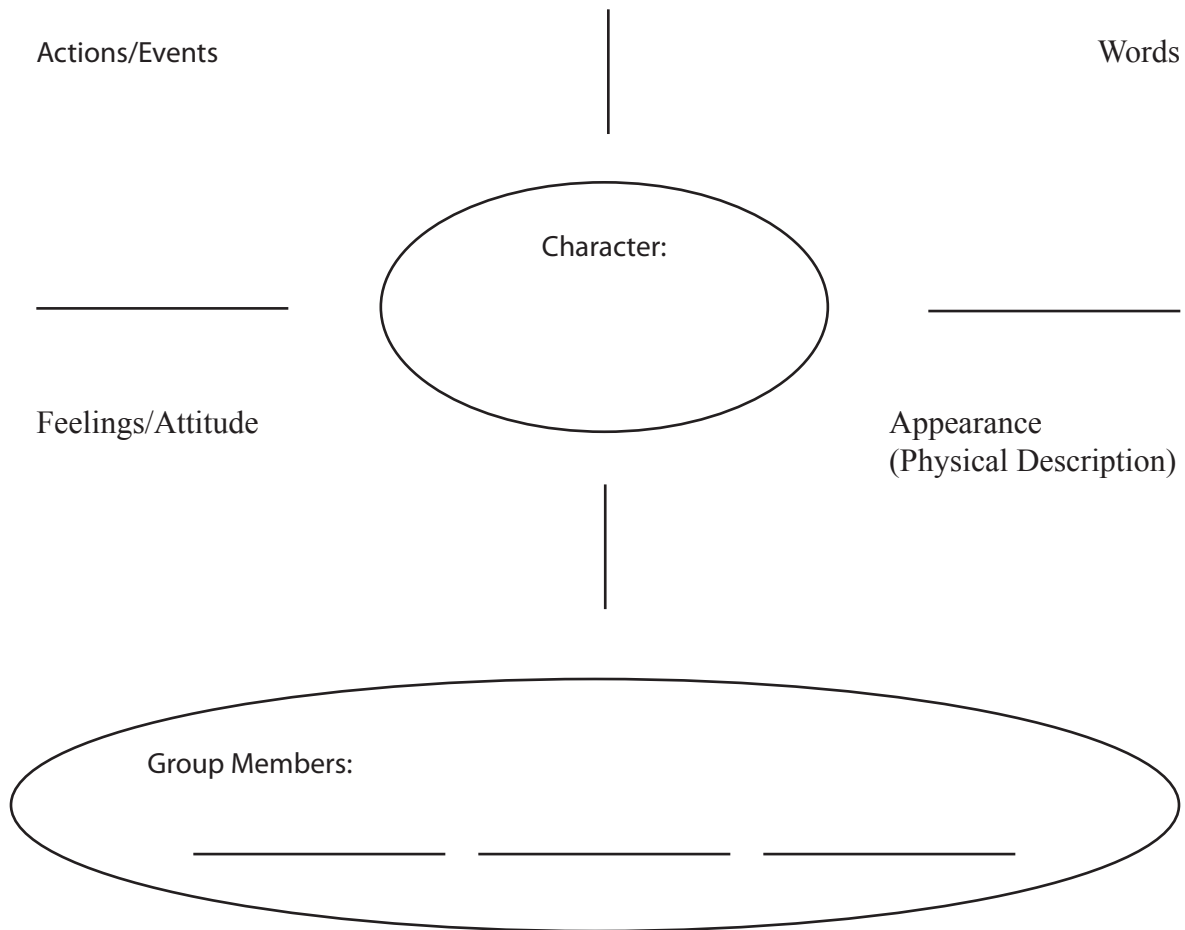 Actions/Events
Words
Character:
Feelings/Attitude
Appearance
(Physical Description)
Group Members: